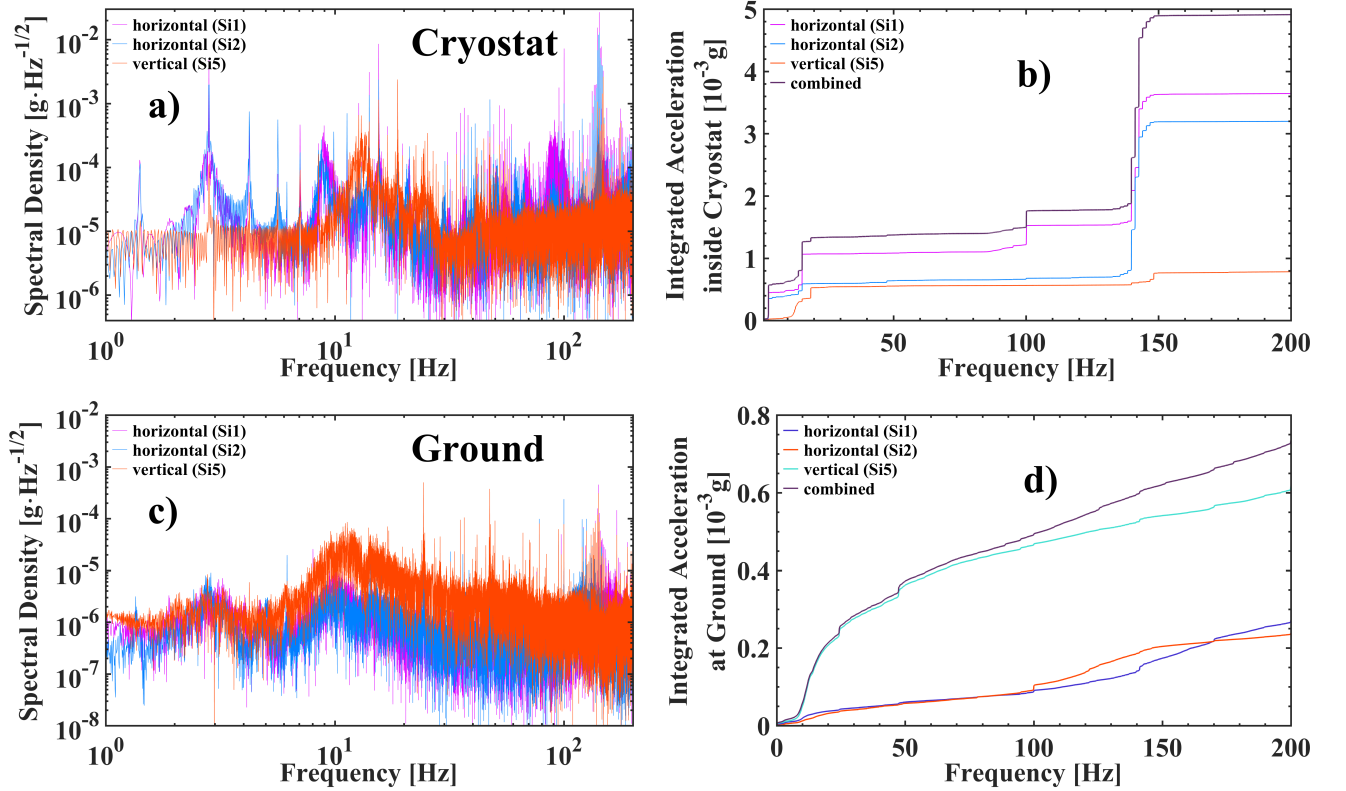 horizontal (Si1)
horizontal (Si2)
vertical (Si5)
Cryostat
a)
Spectral Density [g·Hz^-1/2]
10^-2
10^-3
10^-4
10^-5
10^-6
10^0
10^1
10^2
Frequency [Hz]
horizontal (Si1)
horizontal (Si2)
vertical (Si5)
combined
b)
Integrated Acceleration
inside Cryostat [10^-3g]
5
4
3
2
1
0
50
100
150
200
Frequency [Hz]
horizontal (Si1)
horizontal (Si2)
vertical (Si5)
Ground
c)
Spectral Density [g·Hz^-1/2]
10^-2
10^-3
10^-4
10^-5
10^-6
10^-7
10^-8
10^0
10^1
10^2
Frequency [Hz]
horizontal (Si1)
horizontal (Si2)
vertical (Si5)
combined
d)
Integrated Acceleration
at Ground [10^-3g]
0.8
0.6
0.4
0.2
0
0
50
100
150
200
Frequency [Hz]